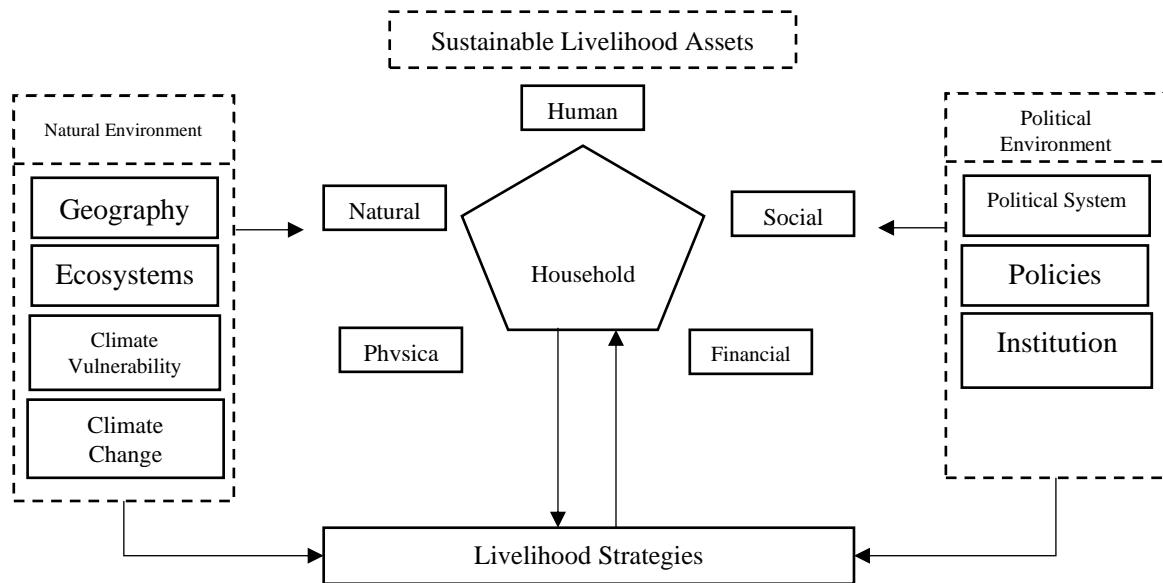 Sustainable Livelihood Assets
Human
Natural Environment
Political
Environment
Geography
Ecosystems
Climate
Vulnerability
Climate
Change
Natural
Social
Household
Phvsica
Financial
Political System
Policies
Institution
Livelihood Strategies